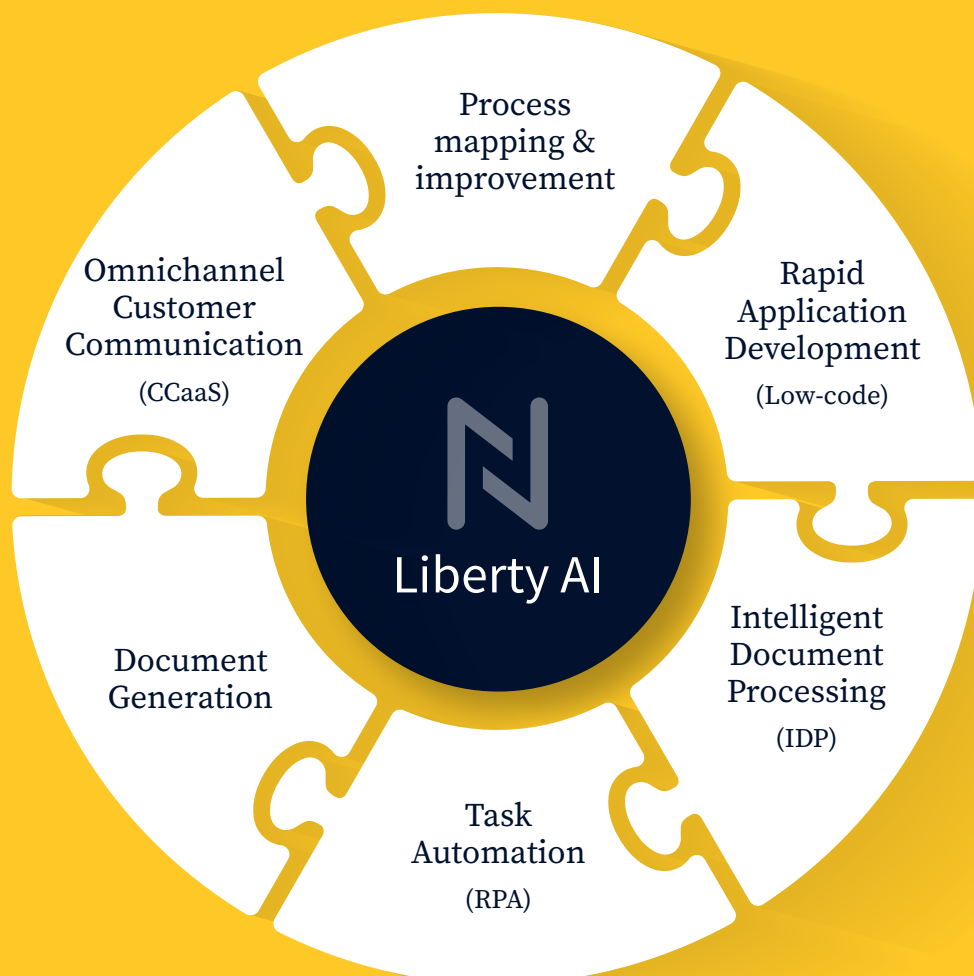 Process
mapping &
improvement
Rapid
Application
Development
(Low-code)
Intelligent
Document
Processing
(IDP)
Task
Automation
(RPA)
Document
Generation
Omnichannel
Customer
Communication
(CCaaS)
Liberty AI